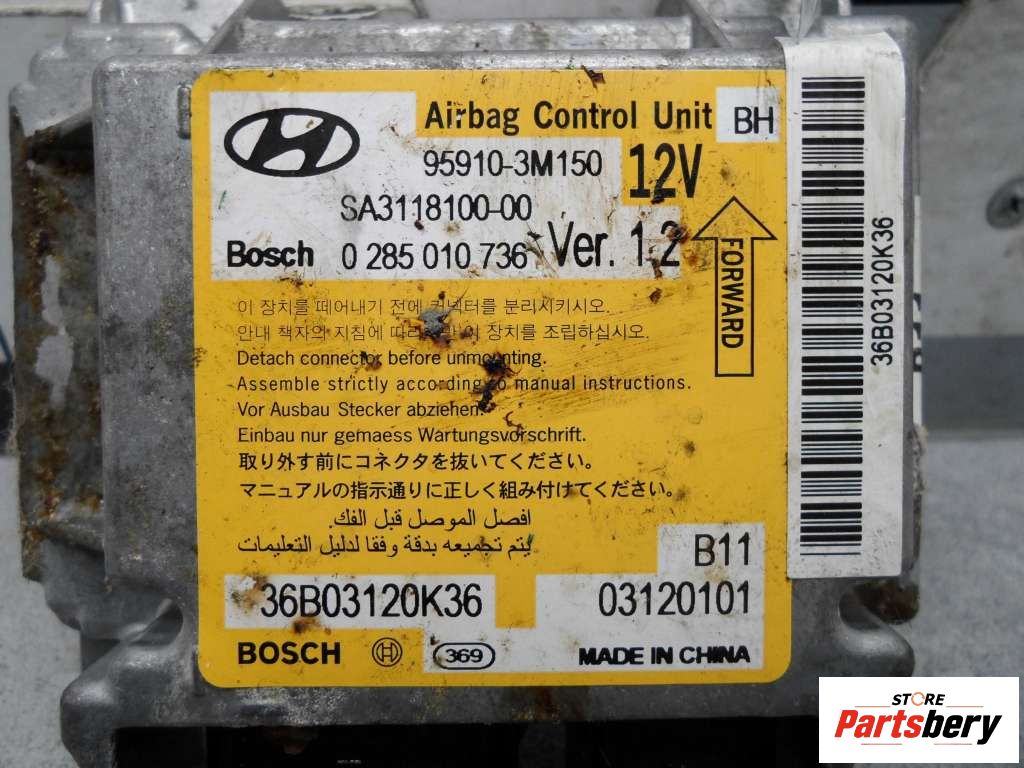 Airbag Control Unit BH
95910-3M150 12V
SA3118100-00
Bosch 0 285 010 736 Ver. 1.2
FORWARD
이 장치를 떼어내기 전에 커넥터를 분리시키시오.
안내 책자의 지침에 따라 이 장치를 조립하십시오.
Detach connector before unmounting.
Assemble strictly according to manual instructions.
Vor Ausbau Stecker abziehen.
Einbau nur gemaess Wartungsvorschrift.
取り外す前にコネクタを抜いてください。
マニュアルの指示通りに正しく組み付けてください。
افصل الموصل قبل الفك.
يتم تجميعه بدقة وفقا لدليل التعليمات
B11
36B03120K36 03120101
BOSCH 369 MADE IN CHINA
36B03120K36
STORE
Partsbery